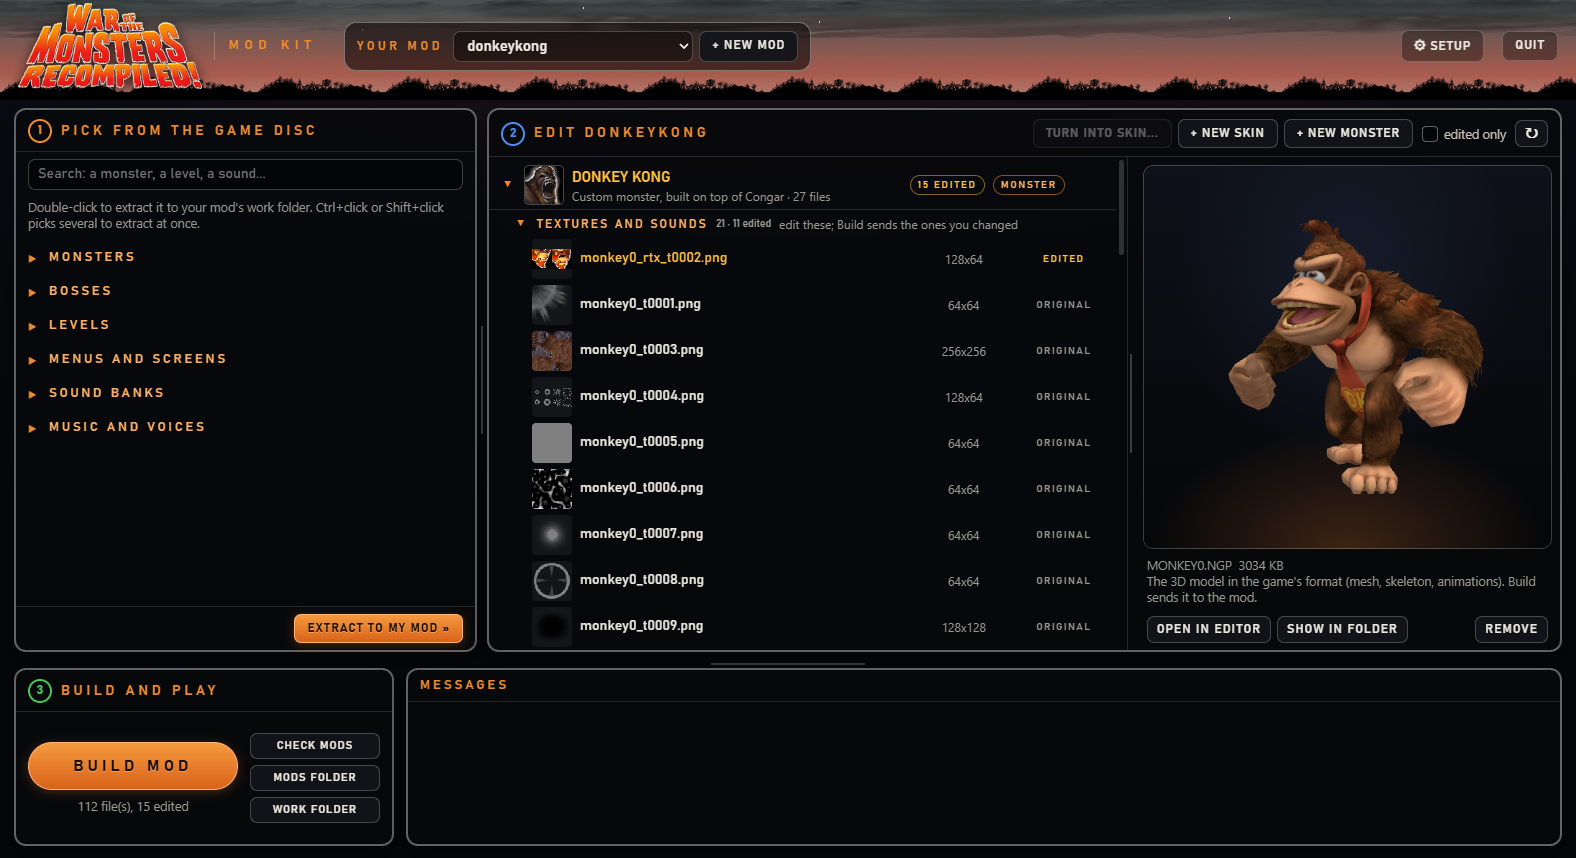 WAR OF THE MONSTERS RECOMPILED!
MOD KIT
YOUR MOD
donkeykong
+ NEW MOD
⚙ SETUP
QUIT
1 PICK FROM THE GAME DISC
Search: a monster, a level, a sound...
Double-click to extract it to your mod's work folder. Ctrl+click or Shift+click
picks several to extract at once.
MONSTERS
BOSSES
LEVELS
MENUS AND SCREENS
SOUND BANKS
MUSIC AND VOICES
EXTRACT TO MY MOD »
2 EDIT DONKEYKONG
TURN INTO SKIN...
+ NEW SKIN
+ NEW MONSTER
edited only
DONKEY KONG
Custom monster, built on top of Congar · 27 files
15 EDITED
MONSTER
TEXTURES AND SOUNDS 21 · 11 edited edit these; Build sends the ones you changed
monkey0_rtx_t0002.png 128x64 EDITED
monkey0_t0001.png 64x64 ORIGINAL
monkey0_t0003.png 256x256 ORIGINAL
monkey0_t0004.png 128x64 ORIGINAL
monkey0_t0005.png 64x64 ORIGINAL
monkey0_t0006.png 64x64 ORIGINAL
monkey0_t0007.png 64x64 ORIGINAL
monkey0_t0008.png 64x64 ORIGINAL
monkey0_t0009.png 128x128 ORIGINAL
MONKEY0.NGP 3034 KB
The 3D model in the game's format (mesh, skeleton, animations). Build
sends it to the mod.
OPEN IN EDITOR
SHOW IN FOLDER
REMOVE
3 BUILD AND PLAY
BUILD MOD
112 file(s), 15 edited
CHECK MODS
MODS FOLDER
WORK FOLDER
MESSAGES